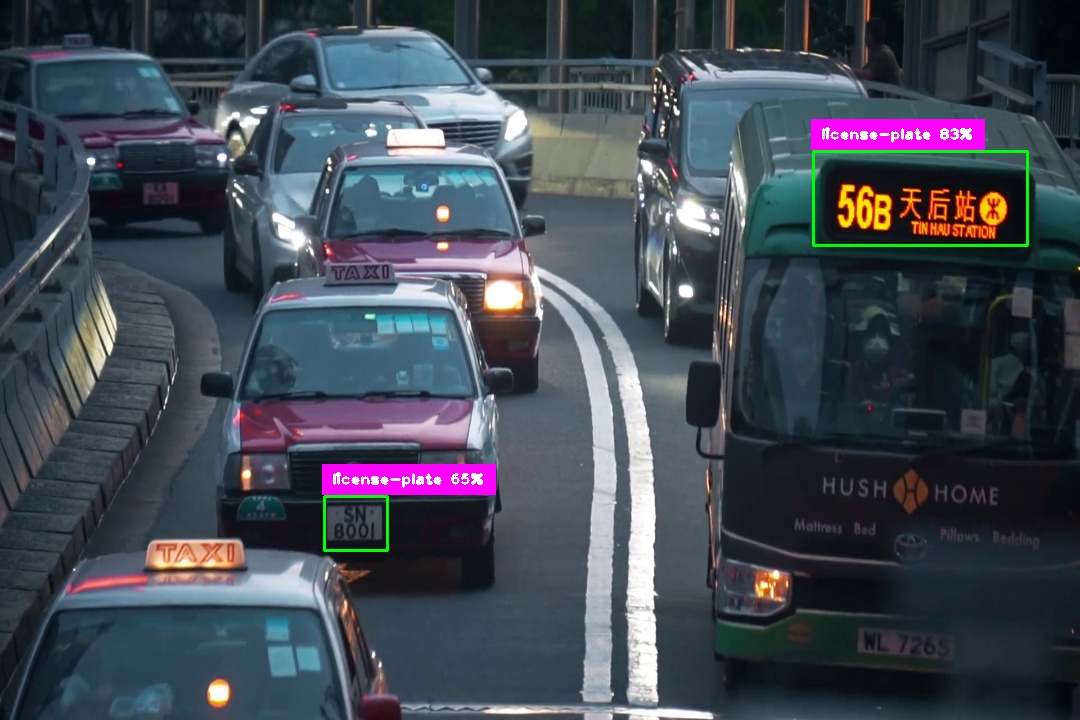 license-plate 83%
56B 天后站
TIN HAU STATION
TAXI
license-plate 65%
SN
8001
4
HUSH HOME
Mattress Bed Pillows Bedding
TAXI
WL 7265